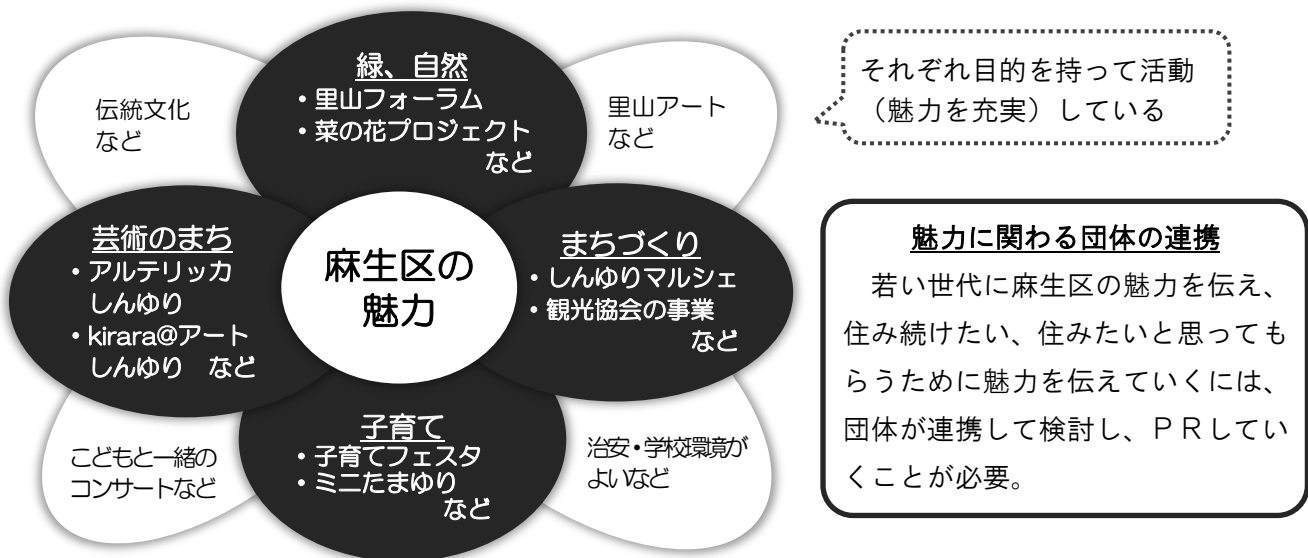 緑、自然
・里山フォーラム
・菜の花プロジェクト
など
伝統文化
など
里山アート
など
それぞれ目的を持って活動
（魅力を充実）している
芸術のまち
・アルテリッカ
しんゆり
・kirara@アート
しんゆり　など
麻生区の
魅力
まちづくり
・しんゆりマルシェ
・観光協会の事業
など
子育て
・子育てフェスタ
・ミニたまゆり
など
こどもと一緒の
コンサートなど
治安・学校環境が
よいなど
魅力に関わる団体の連携
　若い世代に麻生区の魅力を伝え、
住み続けたい、住みたいと思っても
らうために魅力を伝えていくには、
団体が連携して検討し、ＰＲしてい
くことが必要。